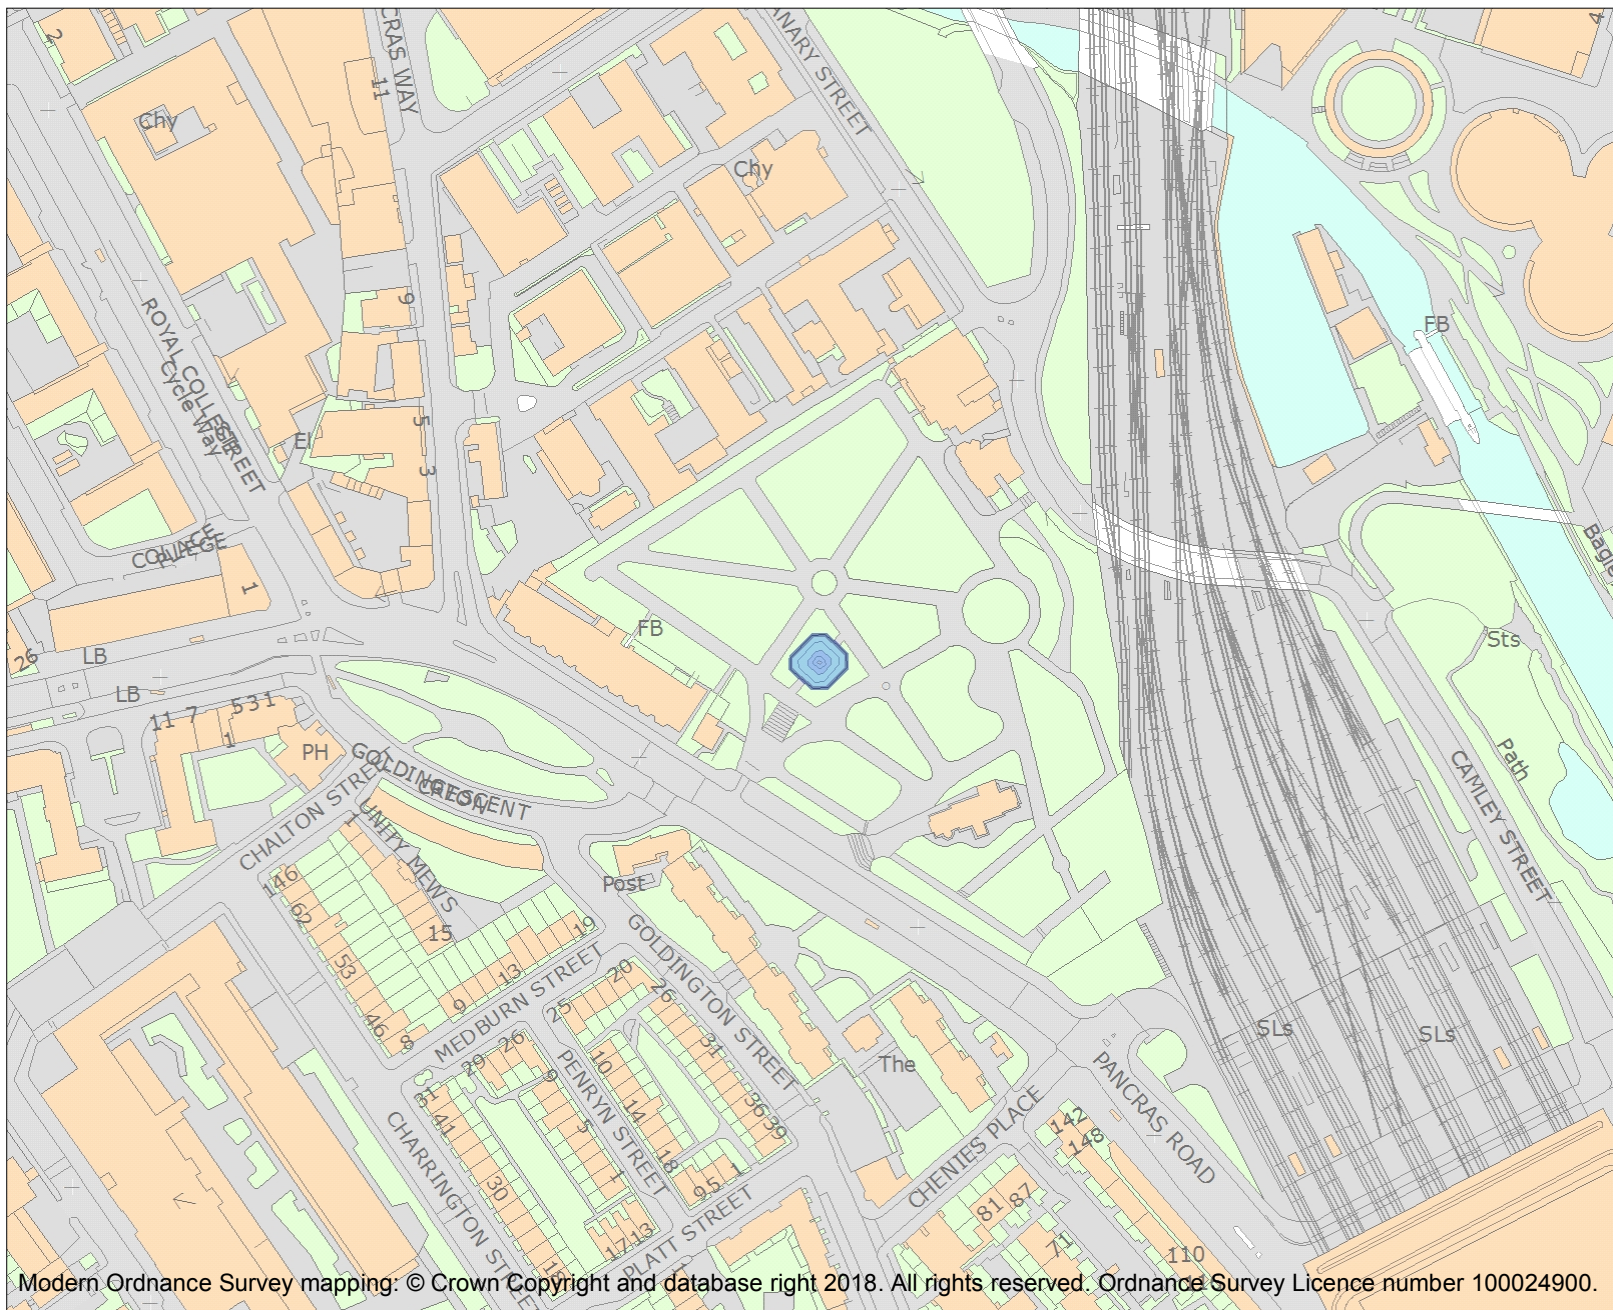 2
CRAS WAY
11
Chy
NARY STREET
4
Chy
9
ROYAL COLLEGE STREET
Cycle Way
FB
5
3
El
COLLEGE
PLACE
1
FB
26
LB
LB
Sts
11 7 5 3 1
1
PH
GOLDINGTON
CRESCENT
CHALTON STREET
UNITY MEWS
1
Path
CAMLEY STREET
146
62
53
46
8
15
Post
19
13
9
MEDBURN STREET
GOLDINGTON STREET
20
26
25
31
36
39
29
26
9
10
14
18
5
1
PENRYN STREET
31
41
30
18
CHARRINGTON STREET
95
1
17
13
PLATT STREET
The
SLs
SLs
PANCRAS ROAD
CHENIES PLACE
142
148
81
87
71
110
Modern Ordnance Survey mapping: © Crown Copyright and database right 2018. All rights reserved. Ordnance Survey Licence number 100024900.